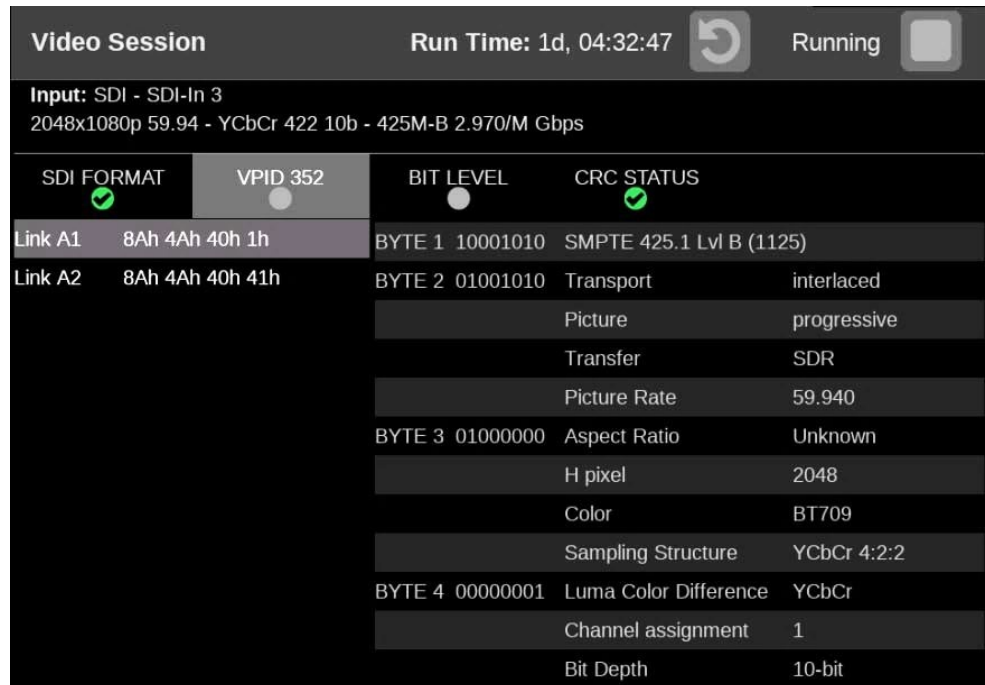 Video Session Run Time: 1d, 04:32:47 Running
Input: SDI - SDI-In 3
2048x1080p 59.94 - YCbCr 422 10b - 425M-B 2.970/M Gbps
SDI FORMAT VPID 352 BIT LEVEL CRC STATUS
Link A1 8Ah 4Ah 40h 1h
Link A2 8Ah 4Ah 40h 41h
BYTE 1 10001010 SMPTE 425.1 Lvl B (1125)
BYTE 2 01001010 Transport interlaced
Picture progressive
Transfer SDR
Picture Rate 59.940
BYTE 3 01000000 Aspect Ratio Unknown
H pixel 2048
Color BT709
Sampling Structure YCbCr 4:2:2
BYTE 4 00000001 Luma Color Difference YCbCr
Channel assignment 1
Bit Depth 10-bit